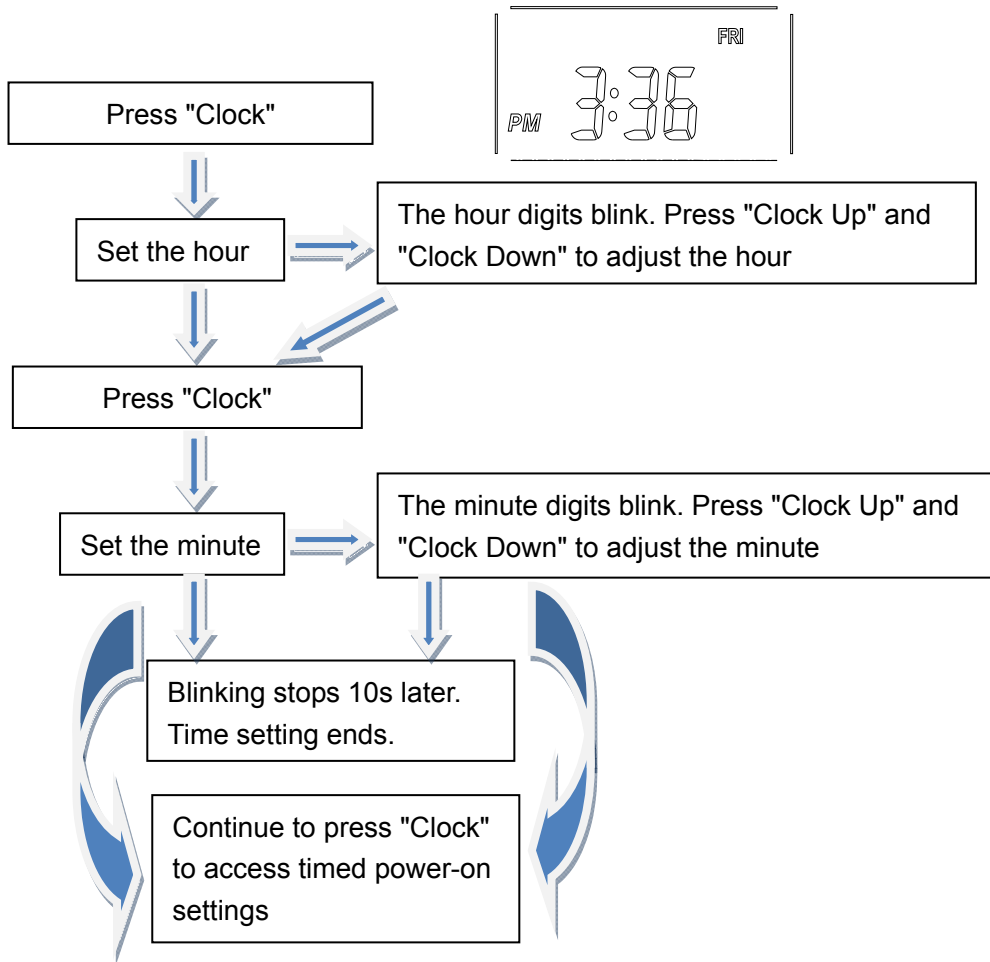 FRI
PM 3:36
Press "Clock"
Set the hour
The hour digits blink. Press "Clock Up" and
"Clock Down" to adjust the hour
Press "Clock"
Set the minute
The minute digits blink. Press "Clock Up" and
"Clock Down" to adjust the minute
Blinking stops 10s later.
Time setting ends.
Continue to press "Clock"
to access timed power-on
settings